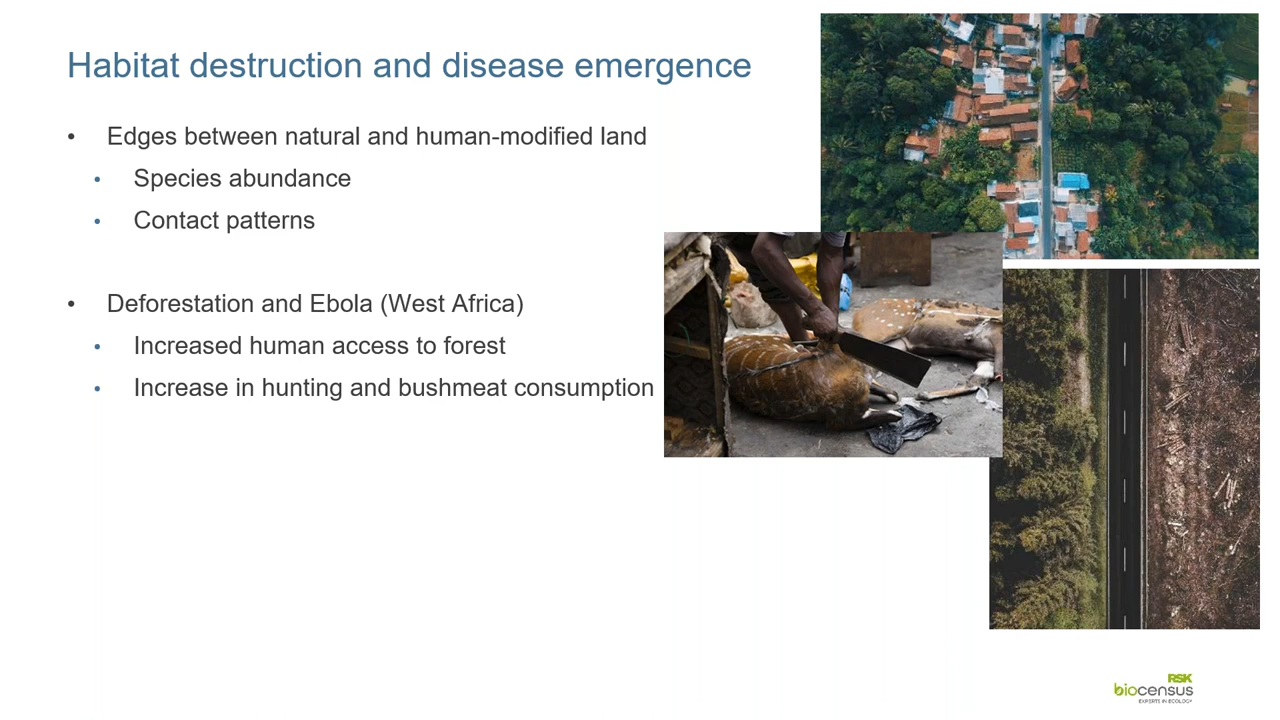 Habitat destruction and disease emergence
• Edges between natural and human-modified land
• Species abundance
• Contact patterns
• Deforestation and Ebola (West Africa)
• Increased human access to forest
• Increase in hunting and bushmeat consumption
RSK
biocensus
EXPERTS IN ECOLOGY